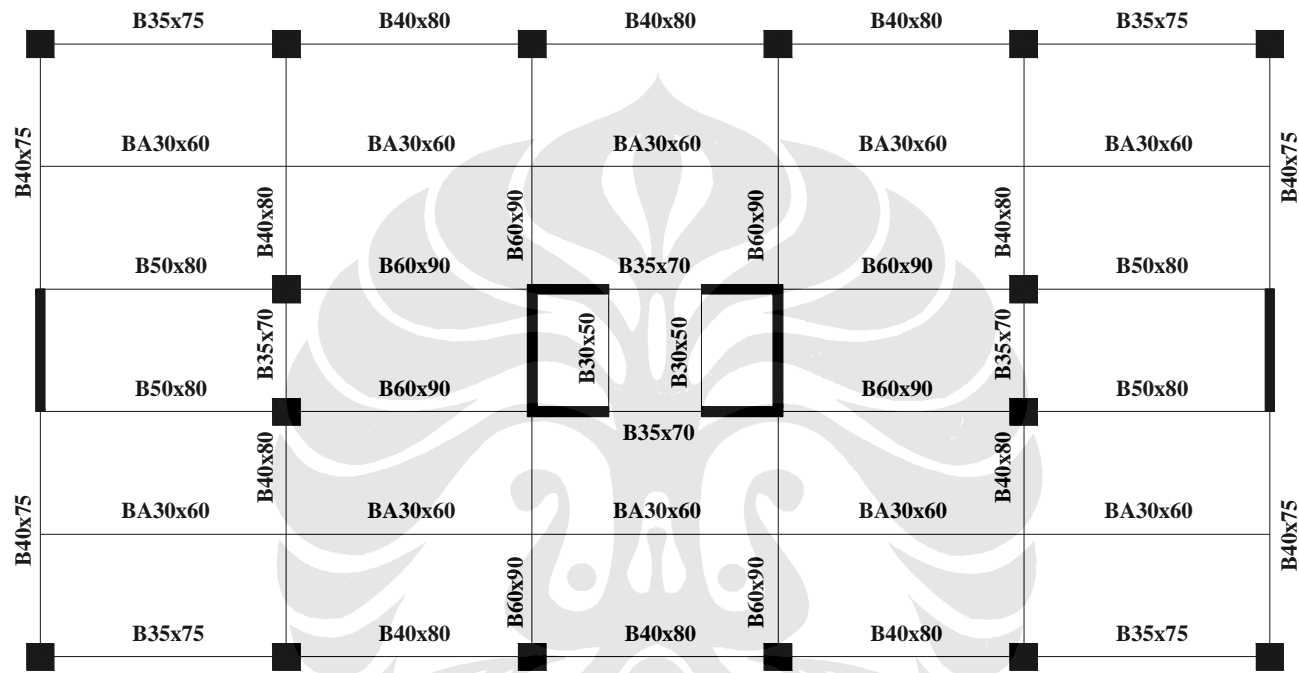 B35x75 B40x80 B40x80 B40x80 B35x75
B40x75 BA30x60 BA30x60 BA30x60 BA30x60 BA30x60 B40x75
B40x80 B60x90 B60x90 B40x80
B50x80 B60x90 B35x70 B60x90 B50x80
B35x70 B30x50 B30x50 B35x70
B50x80 B60x90 B60x90 B50x80
B35x70
B40x80 B40x80
B40x75 BA30x60 BA30x60 BA30x60 BA30x60 BA30x60 B40x75
B60x90 B60x90
B35x75 B40x80 B40x80 B40x80 B35x75